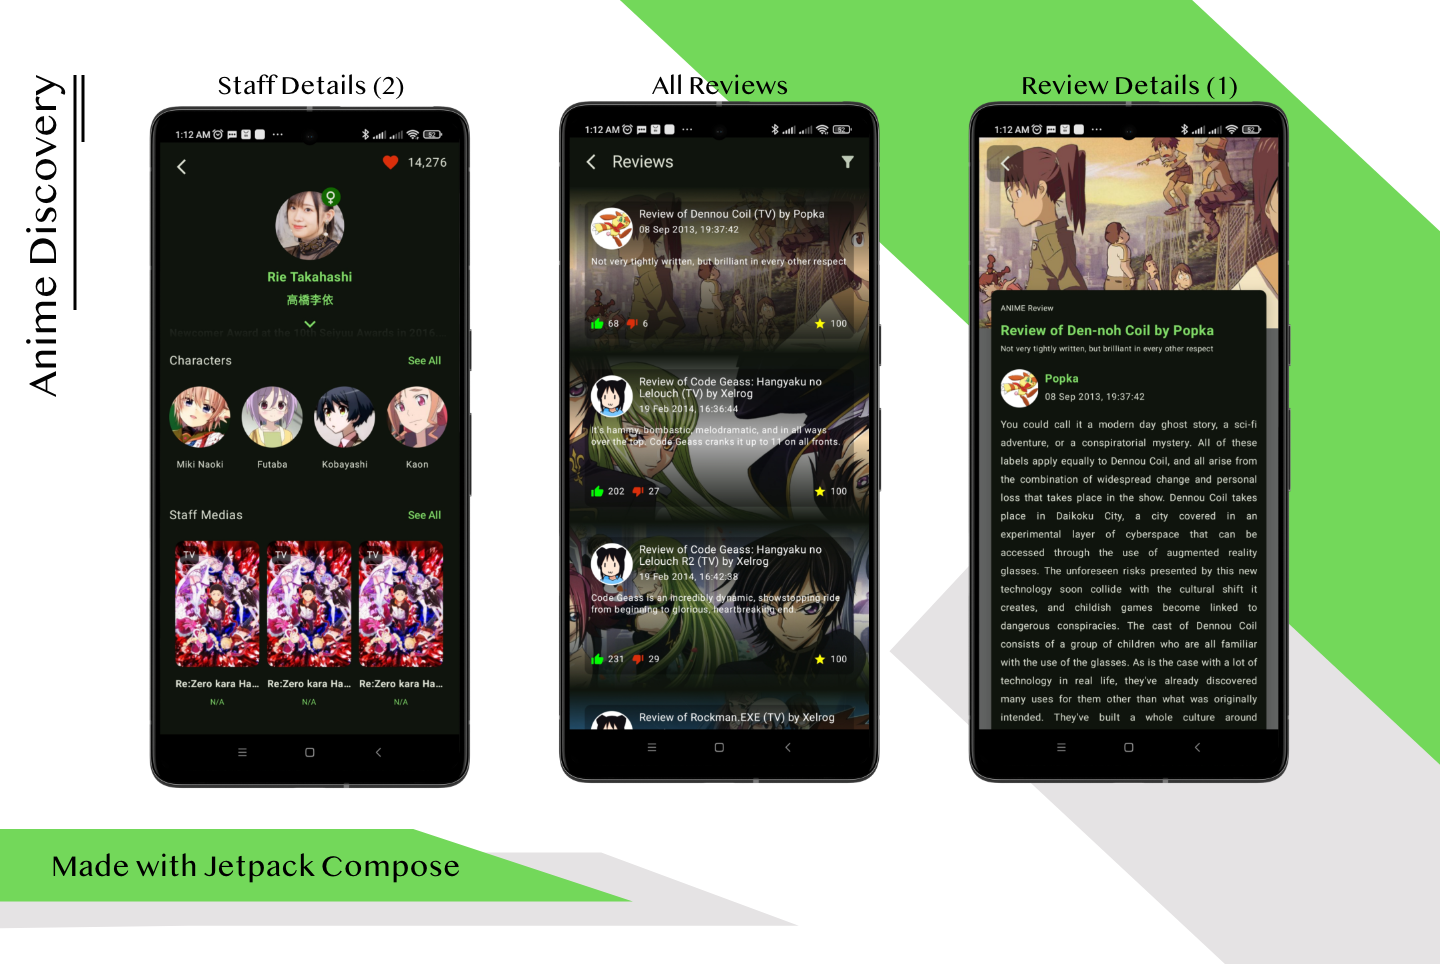 Anime Discovery
Staff Details (2)
1:12 AM
82
14,276
Rie Takahashi
高橋李依
Newcomer Award at the 10th Seiyuu Awards in 2016 ...
Characters
See All
Miki Naoki
Futaba
Kobayashi
Kaon
Staff Medias
See All
TV
TV
TV
Re:Zero kara Ha...
Re:Zero kara Ha...
Re:Zero kara Ha...
N/A
N/A
N/A
All Reviews
1:12 AM
82
Reviews
Review of Dennou Coil (TV) by Popka
08 Sep 2013, 19:37:42
Not very tightly written, but brilliant in every other respect
68
6
100
Review of Code Geass: Hangyaku no
Lelouch (TV) by Xelrog
19 Feb 2014, 16:36:44
It's hammy, bombastic, melodramatic, and in all ways
over the top. Code Geass cranks it up to 11 on all fronts.
202
27
100
Review of Code Geass: Hangyaku no
Lelouch R2 (TV) by Xelrog
19 Feb 2014, 16:42:38
Code Geass is an incredibly dynamic, showstopping ride
from beginning to glorious, heartbreaking end.
231
29
100
Review of Rockman.EXE (TV) by Xelrog
Review Details (1)
1:12 AM
82
ANIME Review
Review of Den-noh Coil by Popka
Not very tightly written, but brilliant in every other respect
Popka
08 Sep 2013, 19:37:42
You could call it a modern day ghost story, a sci-fi
adventure, or a conspiratorial mystery. All of these
labels apply equally to Dennou Coil, and all arise from
the combination of widespread change and personal
loss that takes place in the show. Dennou Coil takes
place in Daikoku City, a city covered in an
experimental layer of cyberspace that can be
accessed through the use of augmented reality
glasses. The unforeseen risks presented by this new
technology soon collide with the cultural shift it
creates, and childish games become linked to
dangerous conspiracies. The cast of Dennou Coil
consists of a group of children who are all familiar
with the use of the glasses. As is the case with a lot of
technology in real life, they've already discovered
many uses for them other than what was originally
intended. They've built a whole culture around
Made with Jetpack Compose